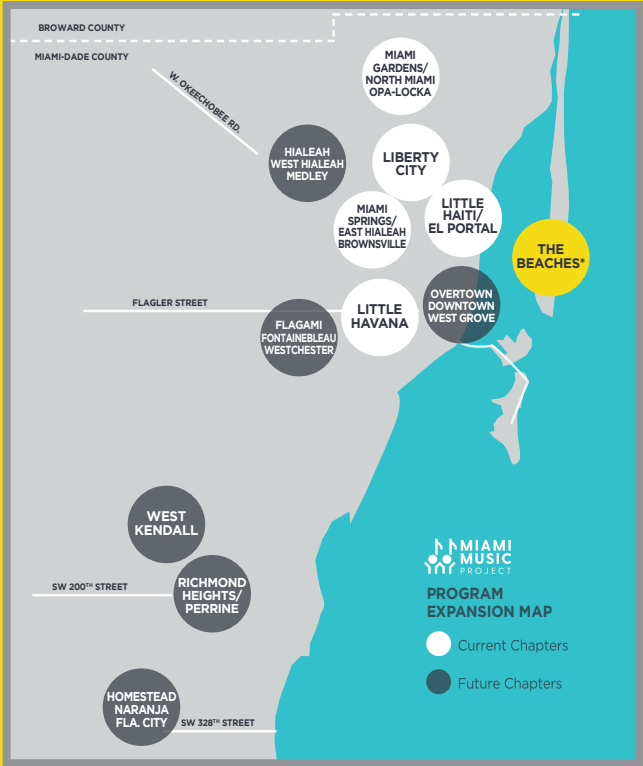 BROWARD COUNTY
MIAMI-DADE COUNTY
W. OKEECHOBEE RD.
MIAMI
GARDENS/
NORTH MIAMI
OPA-LOCKA
HIALEAH
WEST HIALEAH
MEDLEY
LIBERTY
CITY
MIAMI
SPRINGS/
EAST HIALEAH
BROWNSVILLE
LITTLE
HAITI/
EL PORTAL
THE
BEACHES*
FLAGLER STREET
FLAGAMI
FONTAINEBLEAU
WESTCHESTER
LITTLE
HAVANA
OVERTOWN
DOWNTOWN
WEST GROVE
WEST
KENDALL
SW 200TH STREET
RICHMOND
HEIGHTS/
PERRINE
HOMESTEAD
NARANJA
FLA. CITY
SW 328TH STREET
MIAMI
MUSIC
PROJECT
PROGRAM
EXPANSION MAP
Current Chapters
Future Chapters